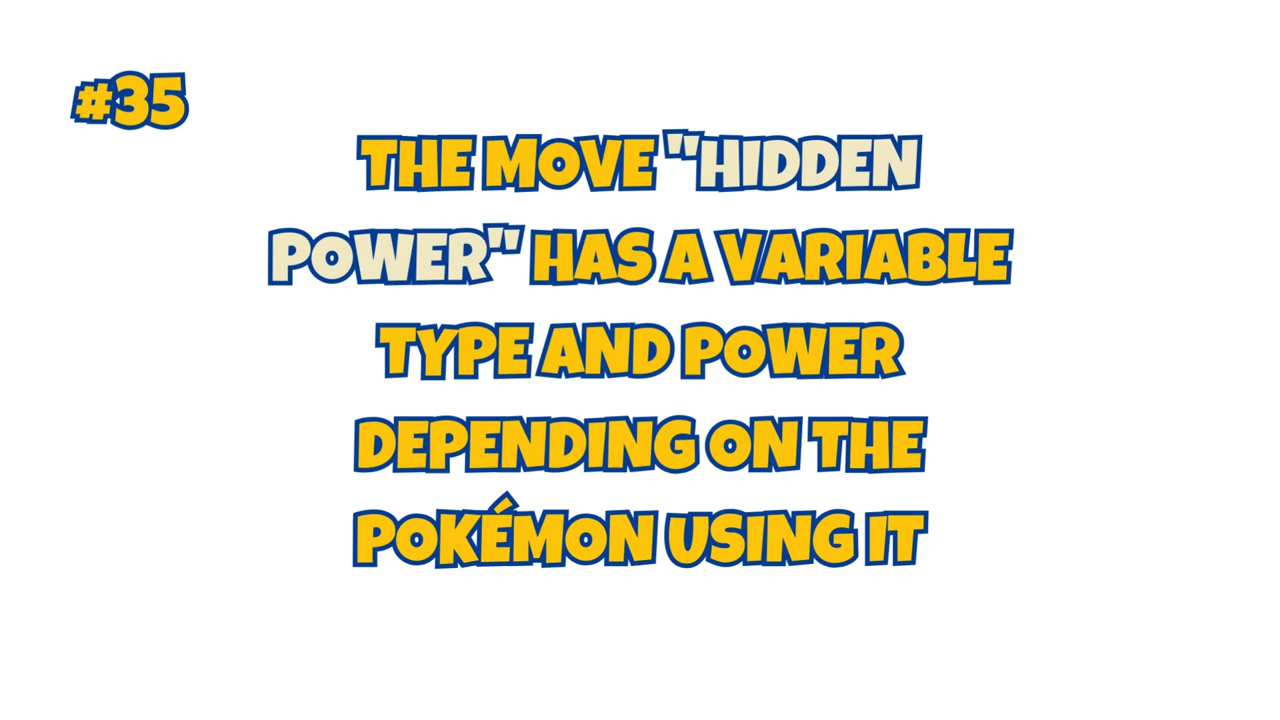 #35
THE MOVE "HIDDEN
POWER" HAS A VARIABLE
TYPE AND POWER
DEPENDING ON THE
POKÉMON USING IT